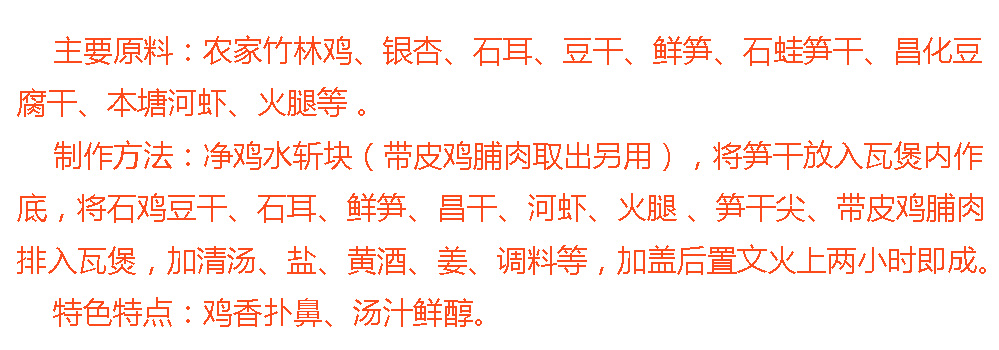 主要原料：农家竹林鸡、银杏、石耳、豆干、鲜笋、石蛙笋干、昌化豆
腐干、本塘河虾、火腿等 。
制作方法：净鸡水斩块（带皮鸡脯肉取出另用），将笋干放入瓦煲内作
底，将石鸡豆干、石耳、鲜笋、昌干、河虾、火腿 、笋干尖、带皮鸡脯肉
排入瓦煲，加清汤、盐、黄酒、姜、调料等，加盖后置文火上两小时即成。
特色特点：鸡香扑鼻、汤汁鲜醇。